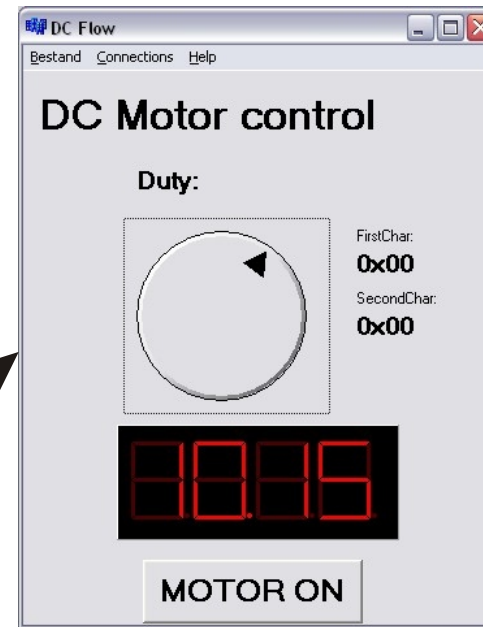 DC Flow
Bestand Connections Help
DC Motor control
Duty:
FirstChar:
0x00
SecondChar:
0x00
10.15
MOTOR ON